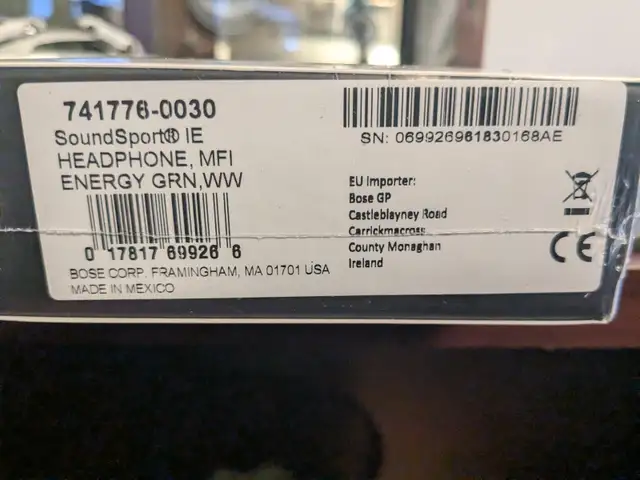 741776-0030
SoundSport® IE
HEADPHONE, MFI
ENERGY GRN,WW
0 17817 69926 6
BOSE CORP. FRAMINGHAM, MA 01701 USA
MADE IN MEXICO
SN: 069926961830168AE
EU Importer:
Bose GP
Castleblayney Road
Carrickmacross
County Monaghan
Ireland
CE